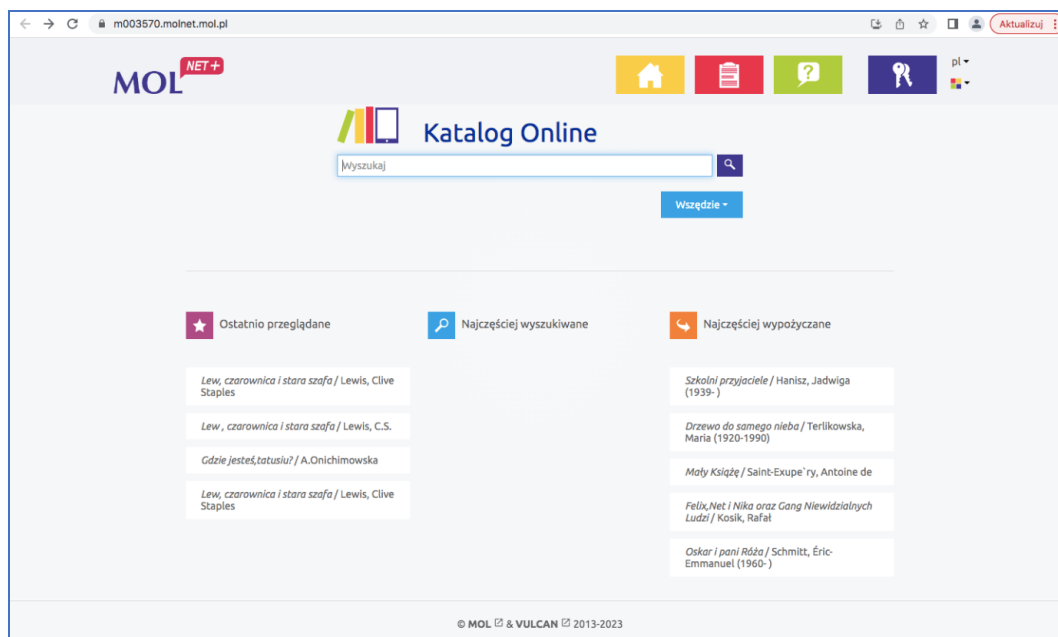 m003570.molnet.mol.pl
Aktualizuj
MOL NET+
pl
Katalog Online
Wyszukaj
Wszędzie
Ostatnio przeglądane
Lew, czarownica i stara szafa / Lewis, Clive
Staples
Lew , czarownica i stara szafa / Lewis, C.S.
Gdzie jesteś,tatusiu? / A.Onichimowska
Lew, czarownica i stara szafa / Lewis, Clive
Staples
Najczęściej wyszukiwane
Najczęściej wypożyczane
Szkolni przyjaciele / Hanisz, Jadwiga
(1939- )
Drzewo do samego nieba / Terlikowska,
Maria (1920-1990)
Mały Książę / Saint-Exupe`ry, Antoine de
Felix,Net i Nika oraz Gang Niewidzialnych
Ludzi / Kosik, Rafał
Oskar i pani Róża / Schmitt, Éric-
Emmanuel (1960- )
© MOL & VULCAN 2013-2023